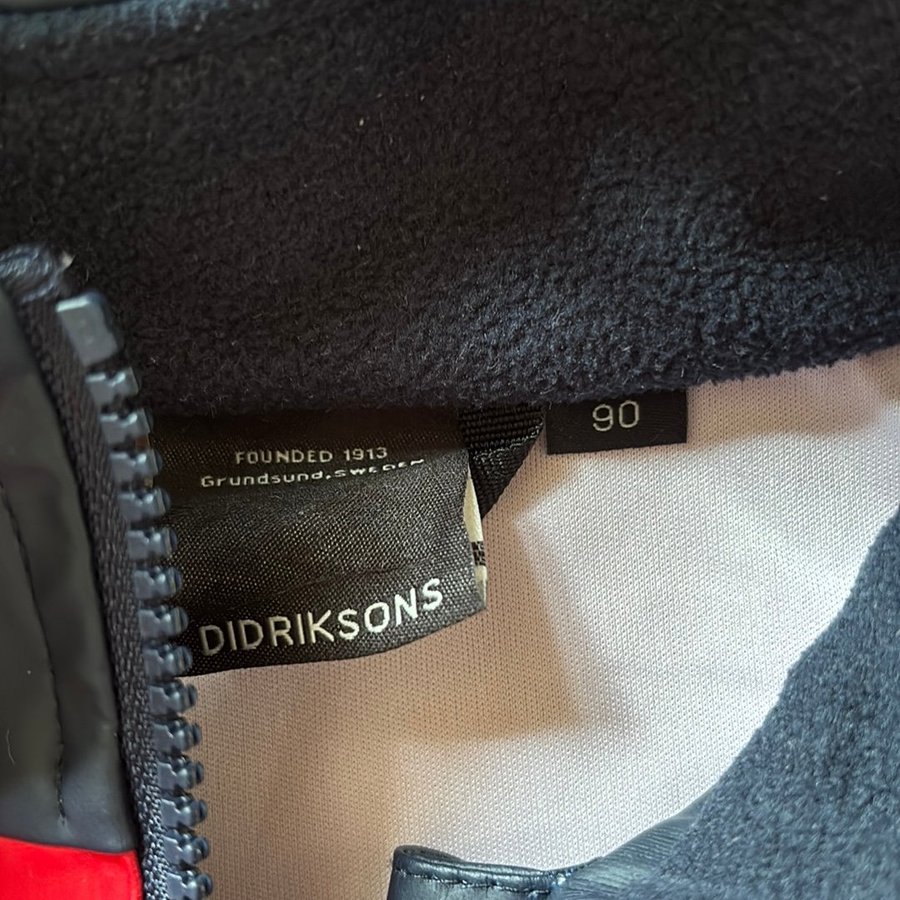 90
FOUNDED 1913
Grundsund, SWEDEN
DIDRIKSONS